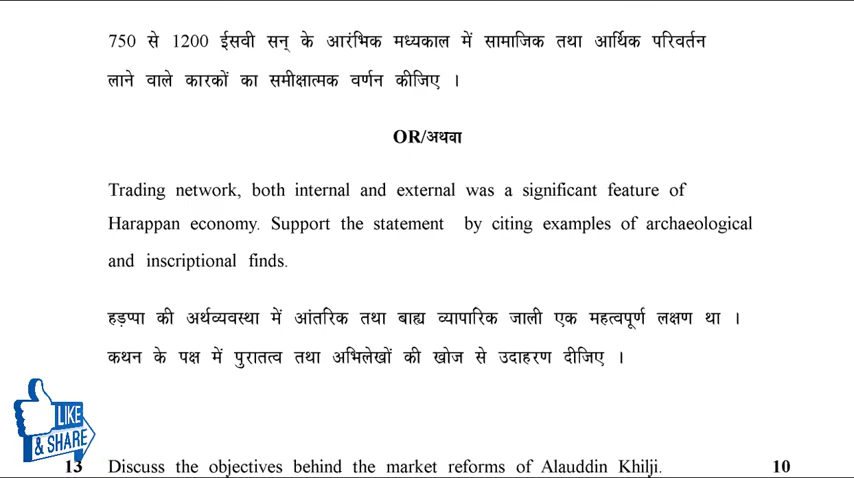 750 से 1200 ईसवी सन् के आरंभिक मध्यकाल में सामाजिक तथा आर्थिक परिवर्तन
लाने वाले कारकों का समीक्षात्मक वर्णन कीजिए ।
OR/अथवा
Trading network, both internal and external was a significant feature of
Harappan economy. Support the statement by citing examples of archaeological
and inscriptional finds.
हड़प्पा की अर्थव्यवस्था में आंतरिक तथा बाह्य व्यापारिक जाली एक महत्वपूर्ण लक्षण था ।
कथन के पक्ष में पुरातत्व तथा अभिलेखों की खोज से उदाहरण दीजिए ।
LIKE
& SHARE
13 Discuss the objectives behind the market reforms of Alauddin Khilji. 10